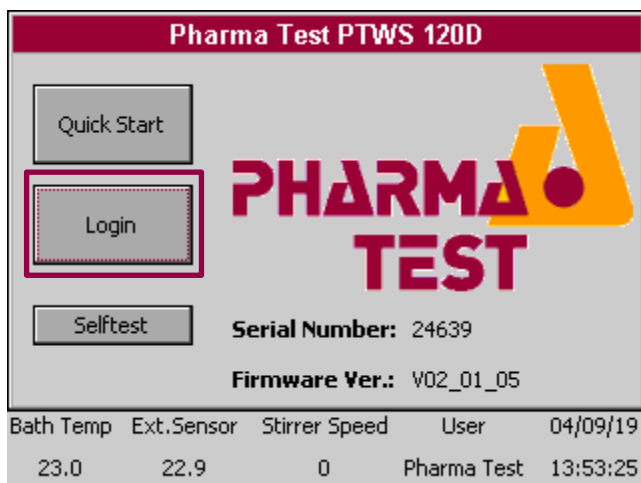 Pharma Test PTWS 120D
Quick Start
Login
PHARMA
TEST
Selftest
Serial Number: 24639
Firmware Ver.: V02_01_05
Bath Temp Ext.Sensor Stirrer Speed User 04/09/19
23.0 22.9 0 Pharma Test 13:53:25